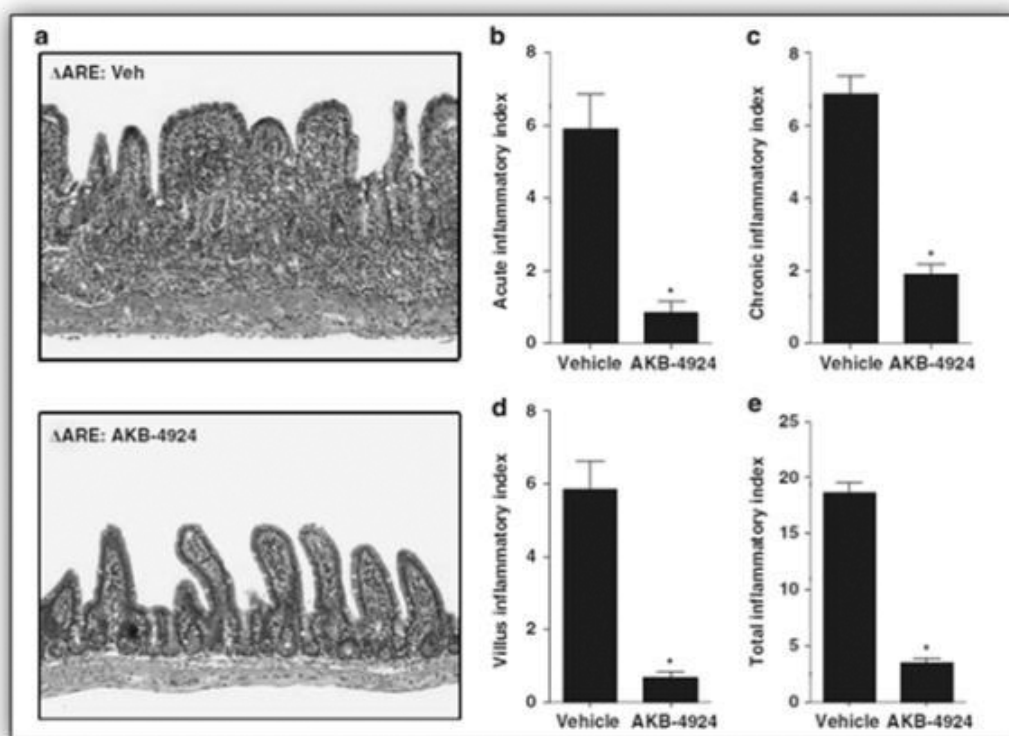 a
ΔARE: Veh
b
8
6
4
2
0
Acute inflammatory index
*
Vehicle AKB-4924
c
8
6
4
2
0
Chronic inflammatory index
*
Vehicle AKB-4924
ΔARE: AKB-4924
d
8
6
4
2
0
Villus inflammatory index
*
Vehicle AKB-4924
e
25
20
15
10
5
0
Total inflammatory index
*
Vehicle AKB-4924